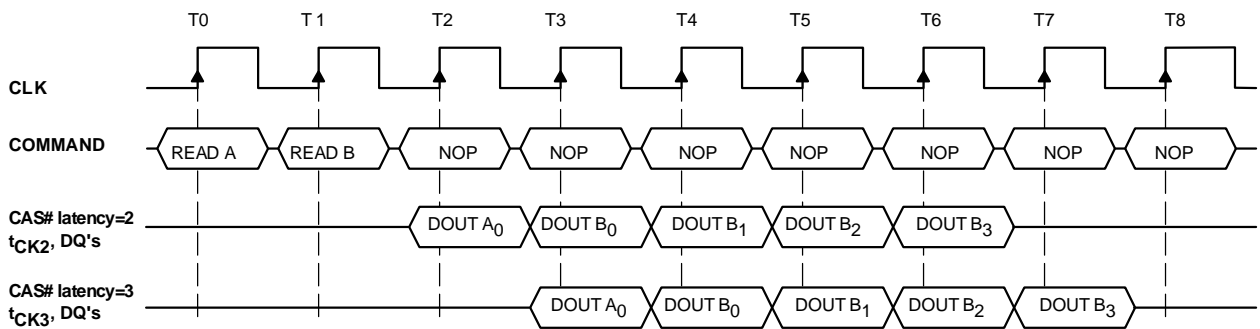 T0 T1 T2 T3 T4 T5 T6 T7 T8
CLK
COMMAND READ A READ B NOP NOP NOP NOP NOP NOP NOP
CAS# latency=2
tCK2, DQ's DOUT A0 DOUT B0 DOUT B1 DOUT B2 DOUT B3
CAS# latency=3
tCK3, DQ's DOUT A0 DOUT B0 DOUT B1 DOUT B2 DOUT B3